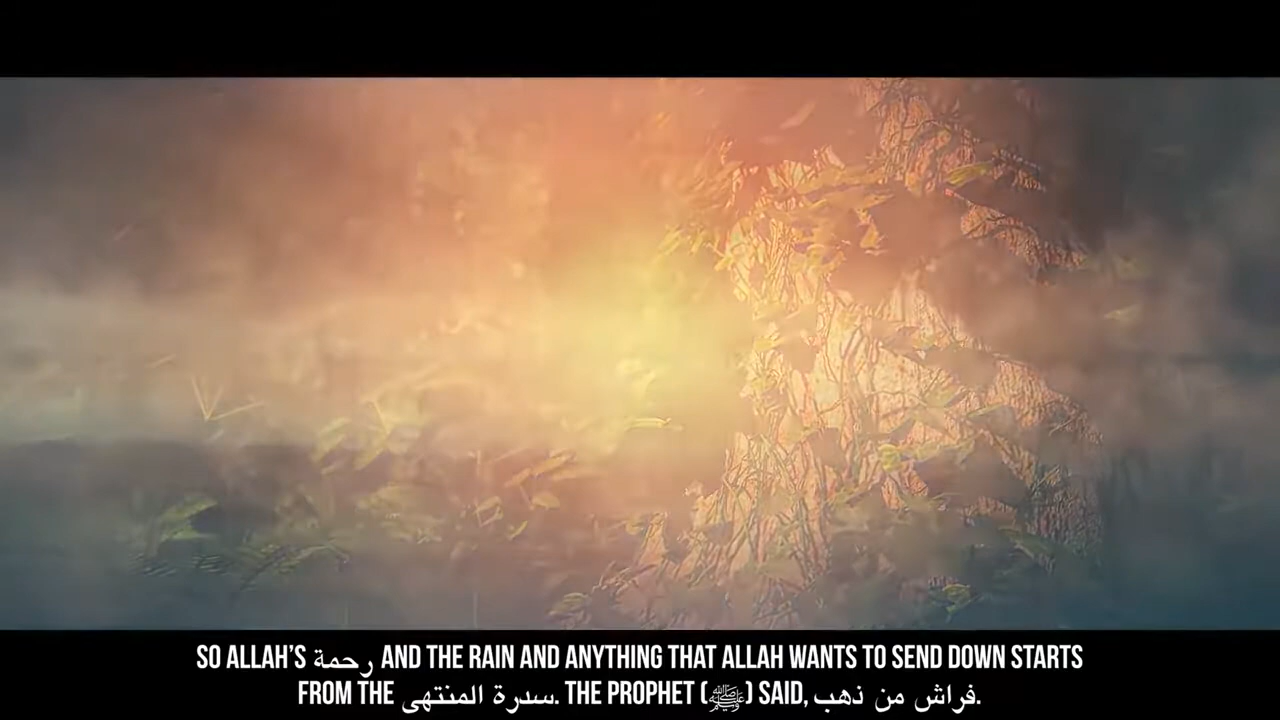 SO ALLAH'S رحمة AND THE RAIN AND ANYTHING THAT ALLAH WANTS TO SEND DOWN STARTS
FROM THE سدرة المنتهى. THE PROPHET (ﷺ) SAID, فراش من ذهب.